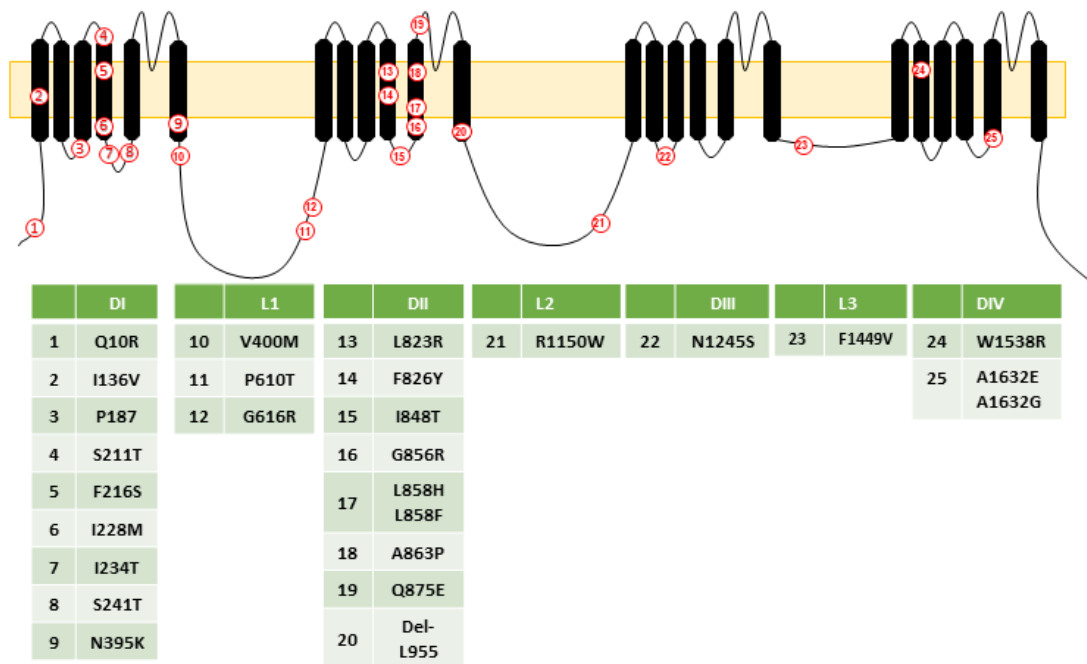 19
4
5
13
18
24
2
14
17
6
9
16
20
25
3
7
8
10
15
22
23
12
11
21
1
DI
1 Q10R
2 I136V
3 P187
4 S211T
5 F216S
6 I228M
7 I234T
8 S241T
9 N395K
L1
10 V400M
11 P610T
12 G616R
DII
13 L823R
14 F826Y
15 I848T
16 G856R
17 L858H
L858F
18 A863P
19 Q875E
20 Del-
L955
L2
21 R1150W
DIII
22 N1245S
L3
23 F1449V
DIV
24 W1538R
25 A1632E
A1632G